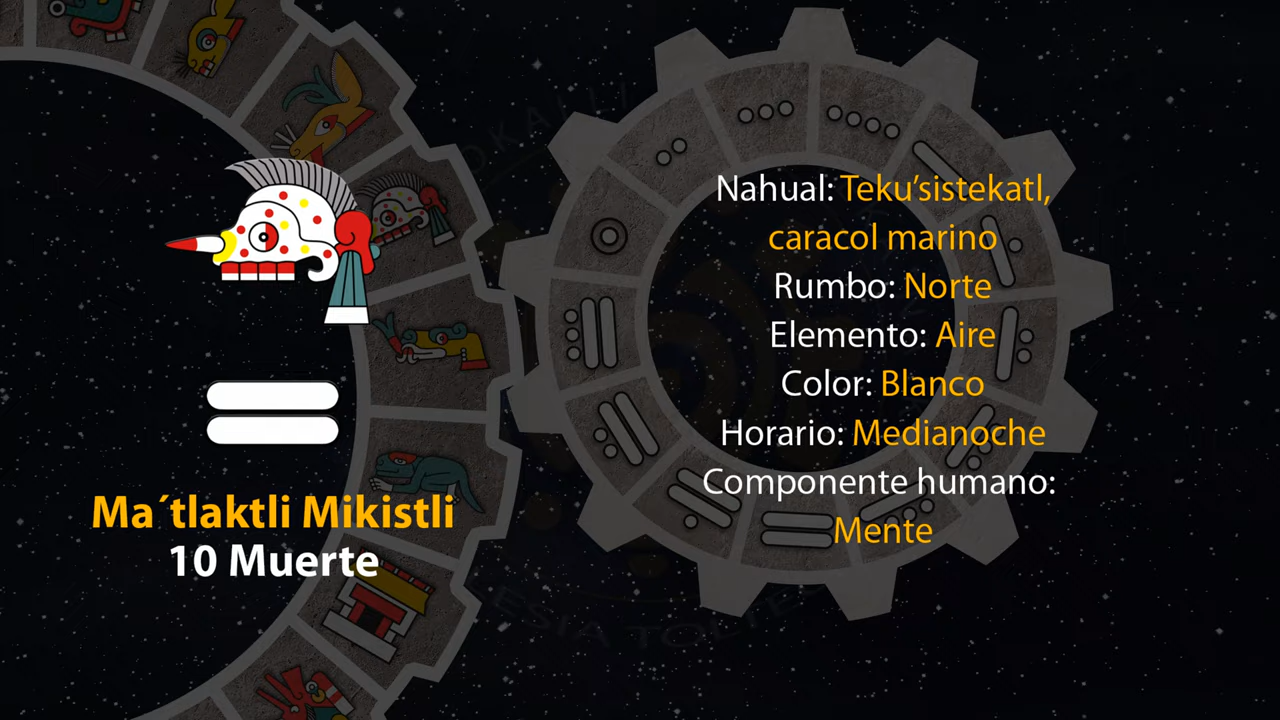 Ma´tlaktli Mikistli
10 Muerte
Nahual: Teku’sistekatl,
caracol marino
Rumbo: Norte
Elemento: Aire
Color: Blanco
Horario: Medianoche
Componente humano:
Mente